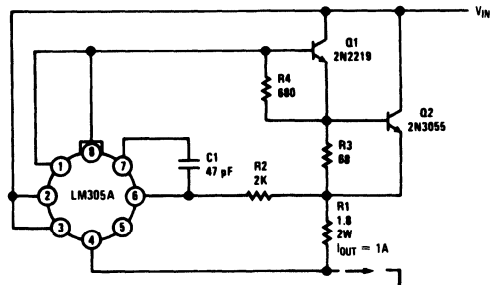 VIN
Q1
2N2219
R4
680
Q2
2N3055
8
1
7
C1
47 pF
R3
68
LM305A
2
6
R2
2K
R1
1.8
2W
3
5
4
IOUT = 1A